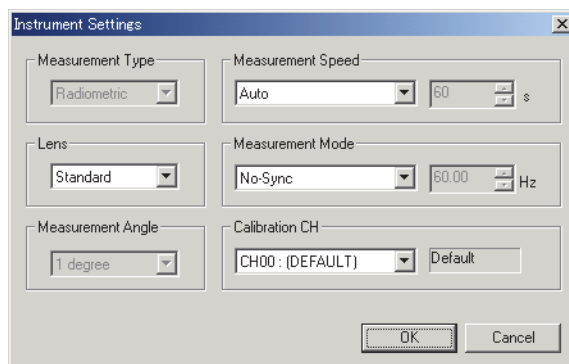 Instrument Settings
Measurement Type
Radiometric
Measurement Speed
Auto
60
s
Lens
Standard
Measurement Mode
No-Sync
60.00
Hz
Measurement Angle
1 degree
Calibration CH
CH00 : (DEFAULT)
Default
OK
Cancel